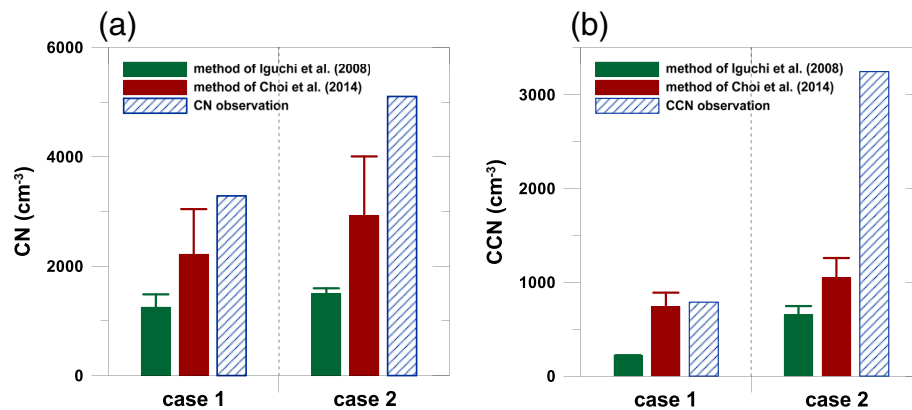 (a)
6000
4000
2000
0
CN (cm⁻³)
method of Iguchi et al. (2008)
method of Choi et al. (2014)
CN observation
case 1
case 2
(b)
3000
2000
1000
0
CCN (cm⁻³)
method of Iguchi et al. (2008)
method of Choi et al. (2014)
CCN observation
case 1
case 2